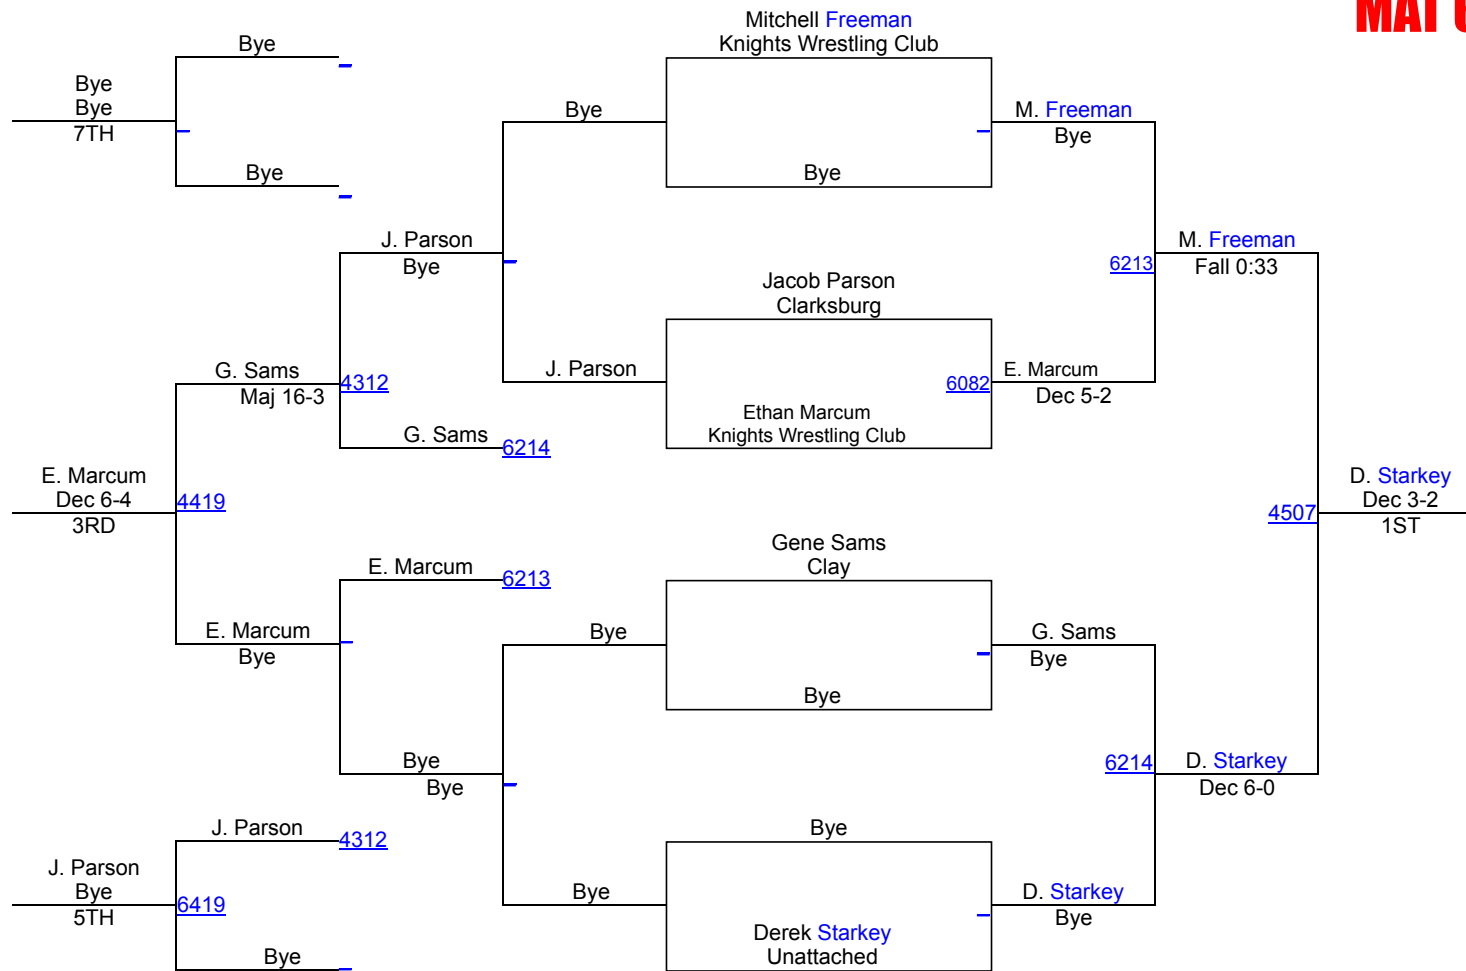 MAT 6
Mitchell Freeman
Knights Wrestling Club
Bye
Bye
Bye
7TH
Bye
Bye
M. Freeman
Bye
Bye
J. Parson
Bye
M. Freeman
Fall 0:33
6213
Jacob Parson
Clarksburg
J. Parson
6082
E. Marcum
Dec 5-2
G. Sams
Maj 16-3
4312
Ethan Marcum
Knights Wrestling Club
G. Sams
6214
E. Marcum
Dec 6-4
3RD
4419
D. Starkey
Dec 3-2
1ST
4507
Gene Sams
Clay
E. Marcum
6213
E. Marcum
Bye
Bye
G. Sams
Bye
Bye
Bye
Bye
6214
D. Starkey
Dec 6-0
J. Parson
4312
Bye
J. Parson
Bye
5TH
6419
Bye
D. Starkey
Bye
Derek Starkey
Unattached
Bye